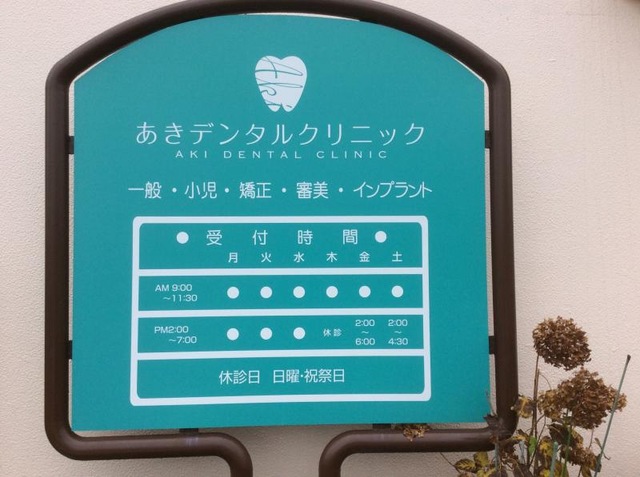 あきデンタルクリニック
AKI DENTAL CLINIC
一般・小児・矯正・審美・インプラント
● 受付時間 ●
月 火 水 木 金 土
AM 9:00～11:30 ● ● ● ● ● ●
PM2:00～7:00 ● ● ● 休診 2:00～6:00 2:00～4:30
休診日 日曜・祝祭日